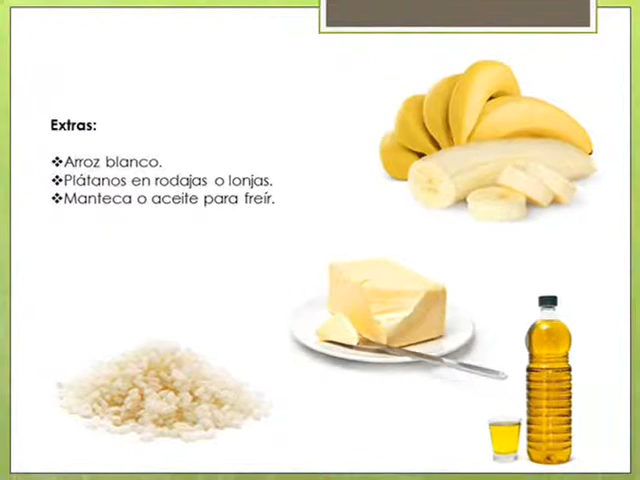 Extras:
❖Arroz blanco.
❖Plátanos en rodajas o lonjas.
❖Manteca o aceite para freír.